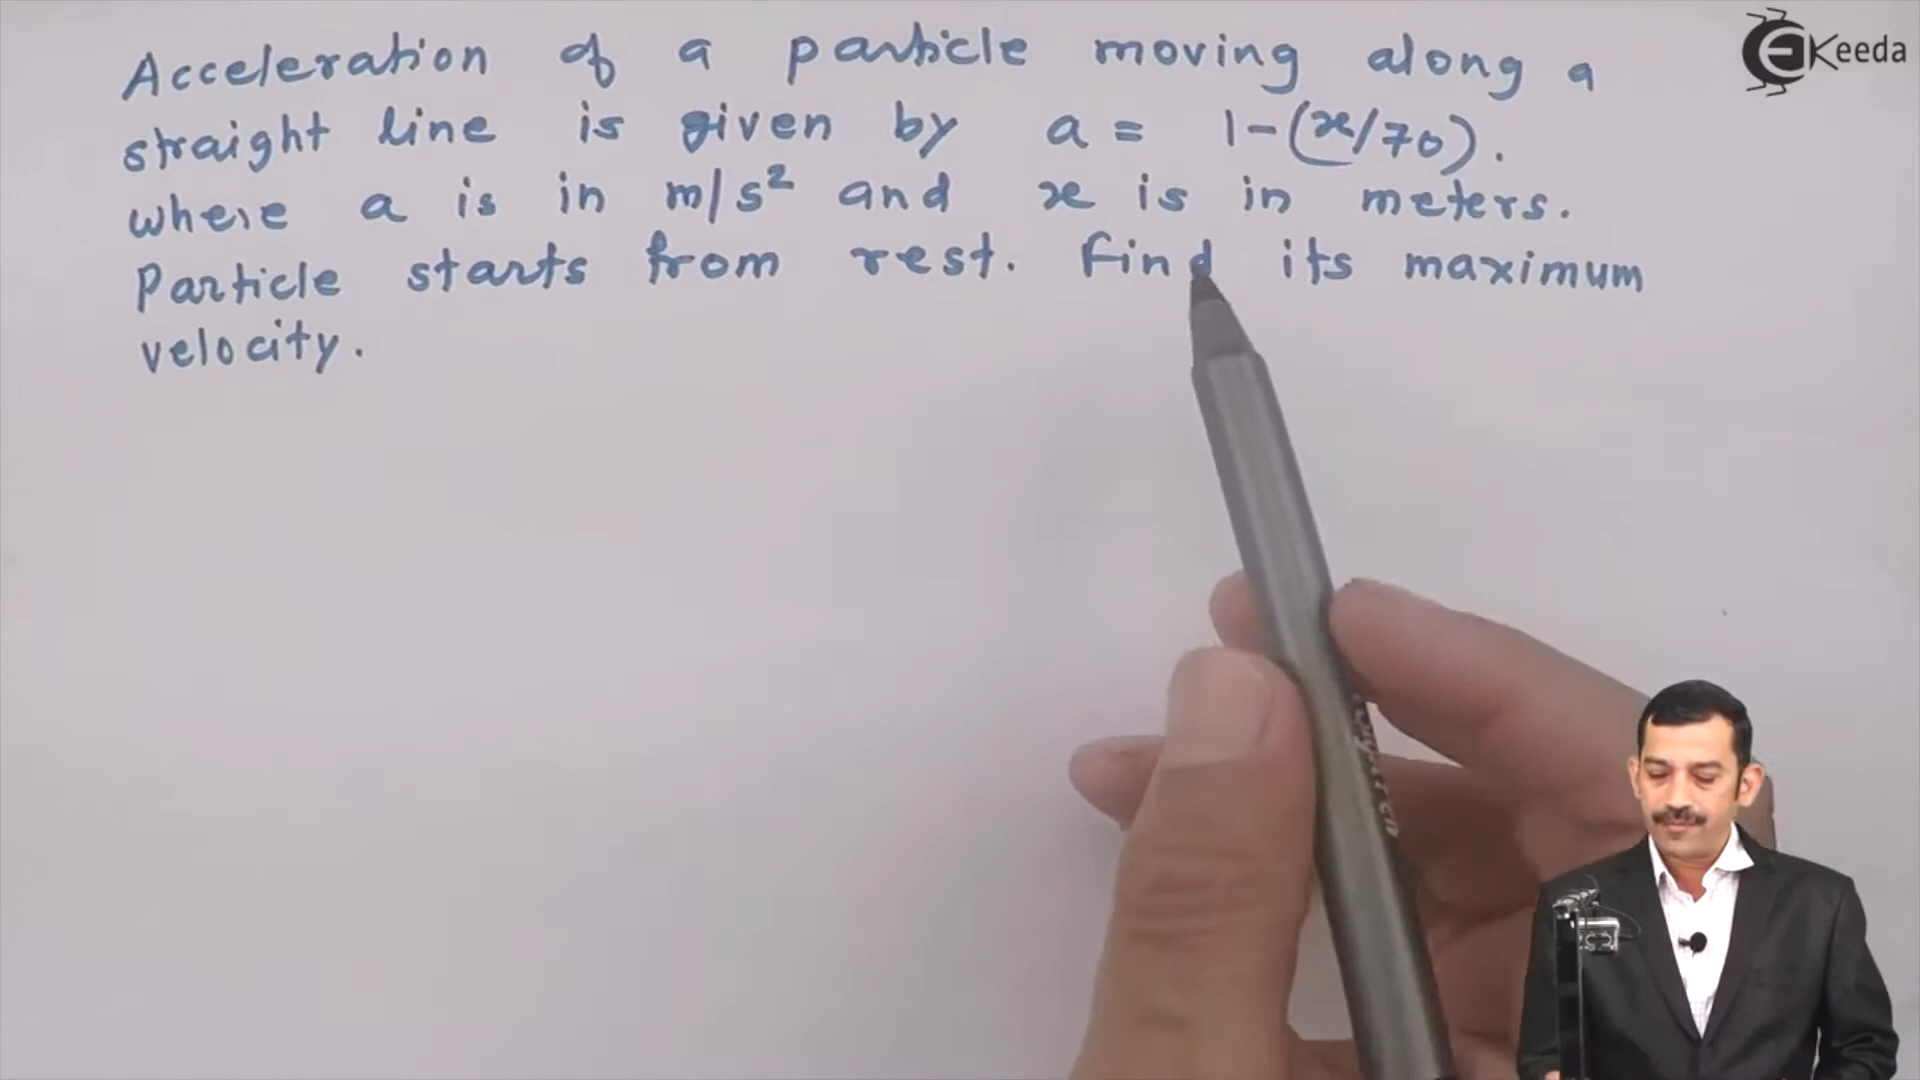 Acceleration of a particle moving along a
straight line is given by a = 1-(x/70).
where a is in m/s² and x is in meters.
Particle starts from rest. Find its maximum
velocity.
EKeeda